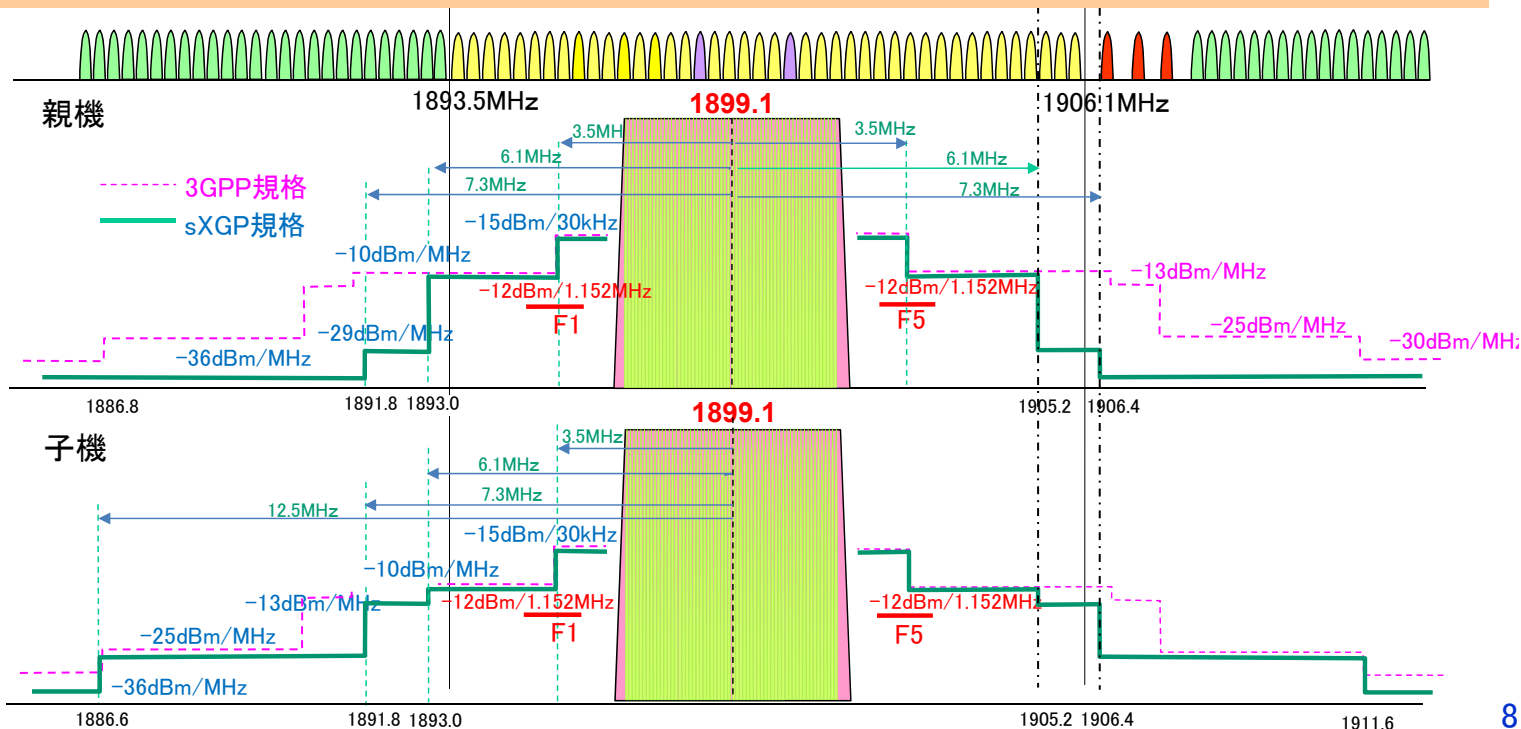 1893.5MHz
1899.1
1906.1MHz
親機
3.5MH
3.5MHz
6.1MHz
6.1MHz
7.3MHz
7.3MHz
3GPP規格
sXGP規格
-15dBm/30kHz
-10dBm/MHz
-13dBm/MHz
-12dBm/1.152MHz
-12dBm/1.152MHz
F1
F5
-29dBm/MHz
-25dBm/MHz
-36dBm/MHz
-30dBm/MHz
1886.8
1891.8
1893.0
1905.2
1906.4
1899.1
子機
3.5MHz
6.1MHz
7.3MHz
12.5MHz
-15dBm/30kHz
-10dBm/MHz
-13dBm/MHz
-12dBm/1.152MHz
-12dBm/1.152MHz
F1
F5
-25dBm/MHz
-36dBm/MHz
1886.6
1891.8
1893.0
1905.2
1906.4
1911.6
8